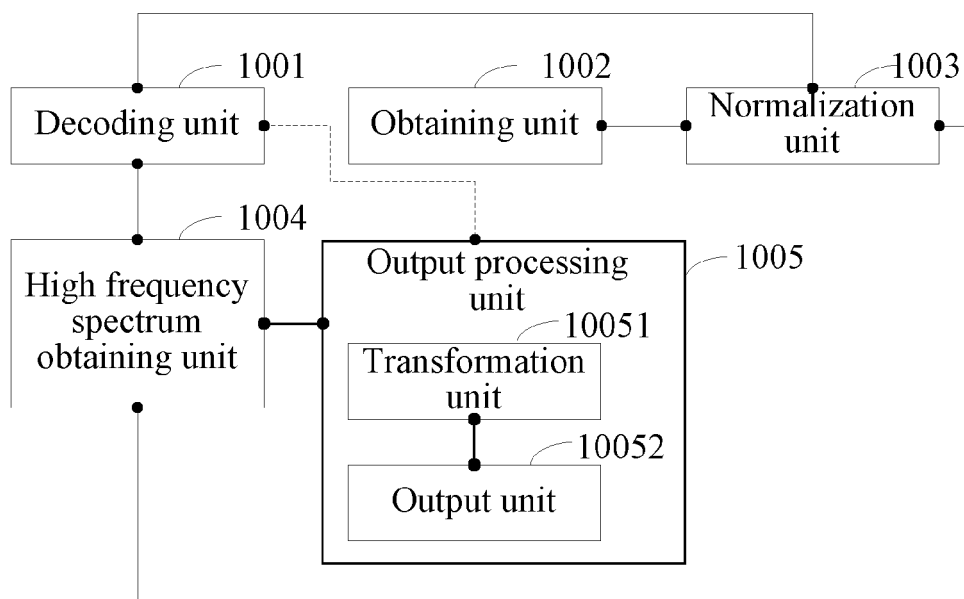 1001
Decoding unit
1002
Obtaining unit
1003
Normalization
unit
1004
High frequency
spectrum
obtaining unit
1005
Output processing
unit
10051
Transformation
unit
10052
Output unit